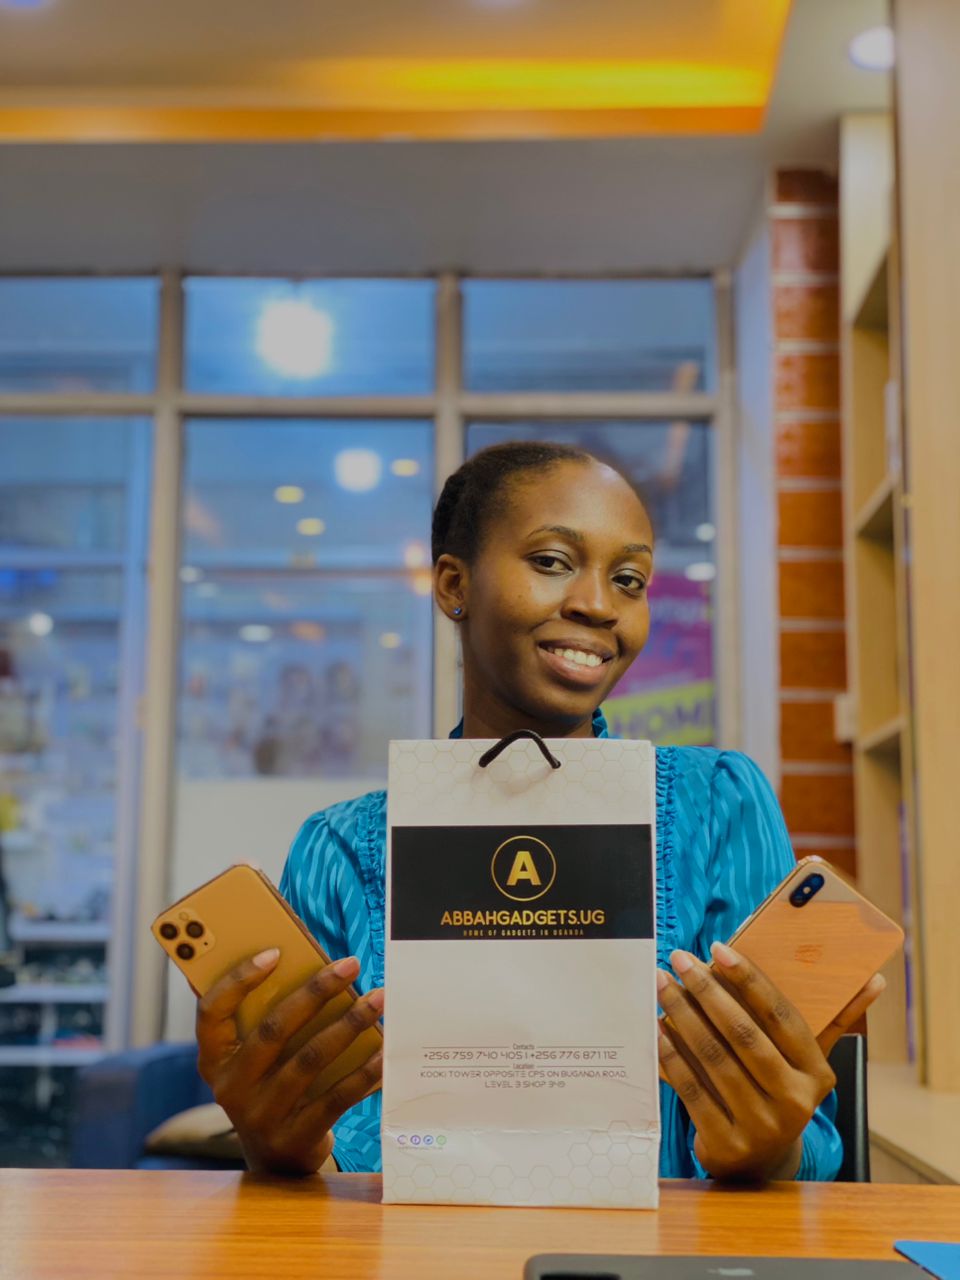 HOME
A
ABBAHGADGETS.UG
HOME OF GADGETS IN UGANDA
Contacts
+256 759 740 405 | +256 776 871 112
Location
KOOKI TOWER OPPOSITE CPS ON BUGANDA ROAD,
LEVEL 3 SHOP 349